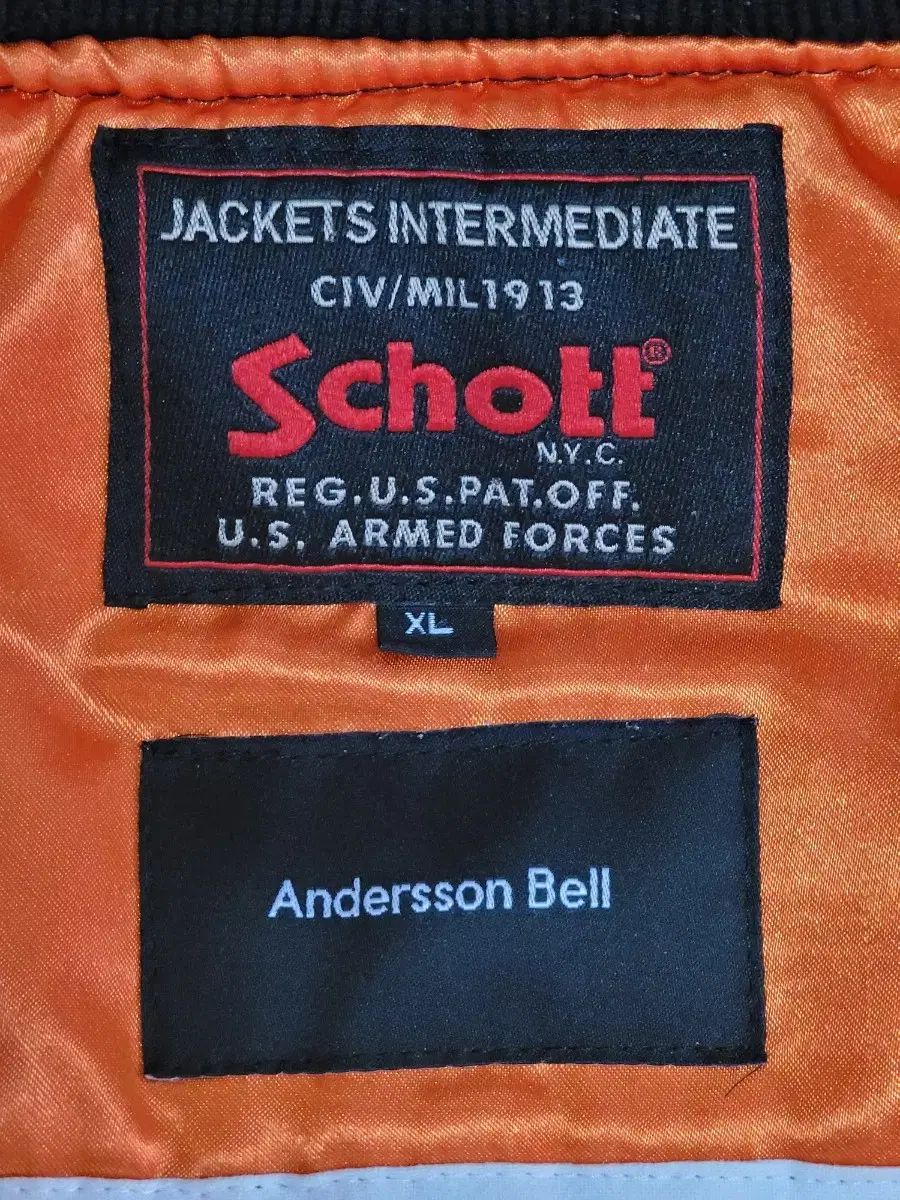 JACKETS INTERMEDIATE
CIV/MIL1913
Schott®
N.Y.C.
REG.U.S.PAT.OFF.
U.S. ARMED FORCES
XL
Andersson Bell